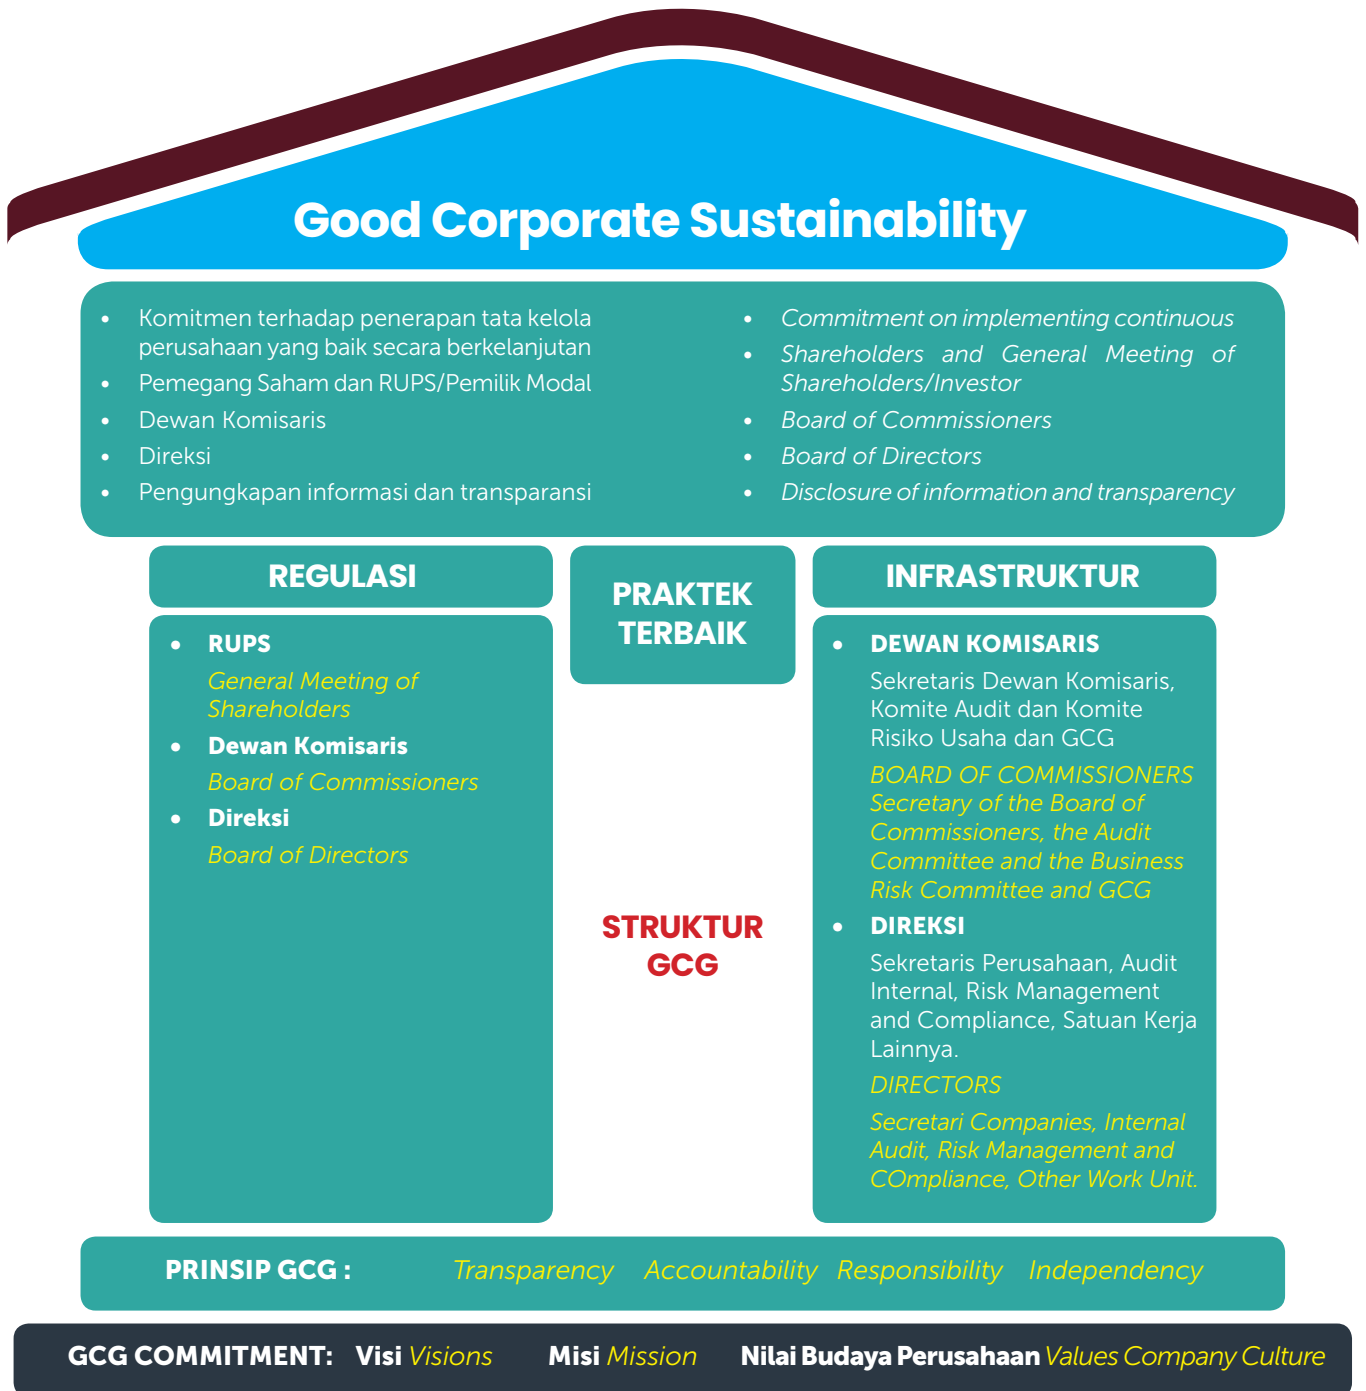 Good Corporate Sustainability
• Komitmen terhadap penerapan tata kelola
perusahaan yang baik secara berkelanjutan
• Pemegang Saham dan RUPS/Pemilik Modal
• Dewan Komisaris
• Direksi
• Pengungkapan informasi dan transparansi
• Commitment on implementing continuous
• Shareholders and General Meeting of
Shareholders/Investor
• Board of Commissioners
• Board of Directors
• Disclosure of information and transparency
REGULASI
• RUPS
General Meeting of
Shareholders
• Dewan Komisaris
Board of Commissioners
• Direksi
Board of Directors
PRAKTEK
TERBAIK
STRUKTUR
GCG
INFRASTRUKTUR
• DEWAN KOMISARIS
Sekretaris Dewan Komisaris,
Komite Audit dan Komite
Risiko Usaha dan GCG
BOARD OF COMMISSIONERS
Secretary of the Board of
Commissioners, the Audit
Committee and the Business
Risk Committee and GCG
• DIREKSI
Sekretaris Perusahaan, Audit
Internal, Risk Management
and Compliance, Satuan Kerja
Lainnya.
DIRECTORS
Secretari Companies, Internal
Audit, Risk Management and
COmpliance, Other Work Unit.
PRINSIP GCG : Transparency Accountability Responsibility Independency
GCG COMMITMENT: Visi Visions Misi Mission Nilai Budaya Perusahaan Values Company Culture